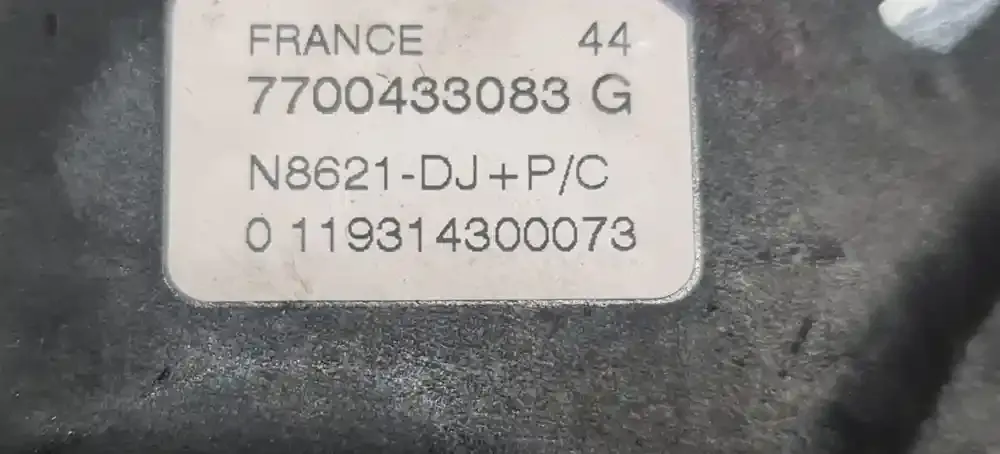 FRANCE 44
7700433083 G
N8621-DJ+P/C
0 119314300073